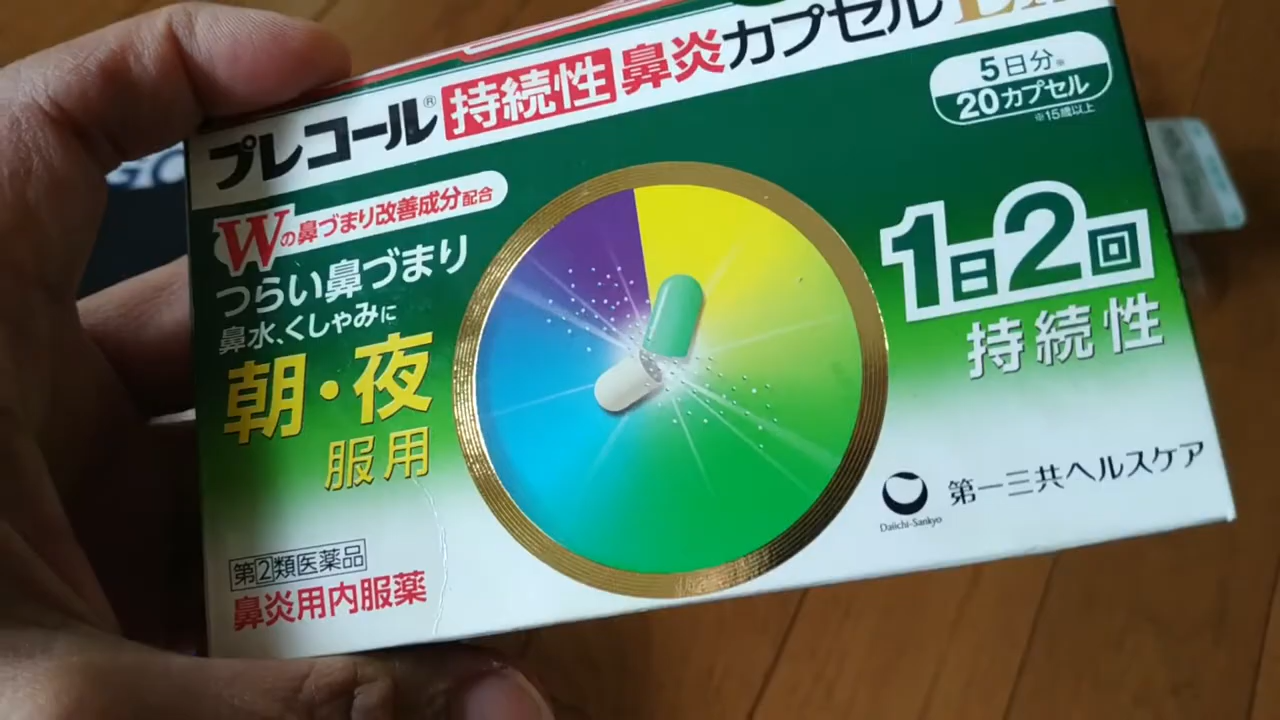 プレコール® 持続性 鼻炎カプセル
5日分※
20カプセル
※15歳以上
Wの鼻づまり改善成分配合
つらい鼻づまり
鼻水、くしゃみに
朝・夜
服用
1日2回
持続性
第一三共ヘルスケア
Daiichi-Sankyo
第②類医薬品
鼻炎用内服薬